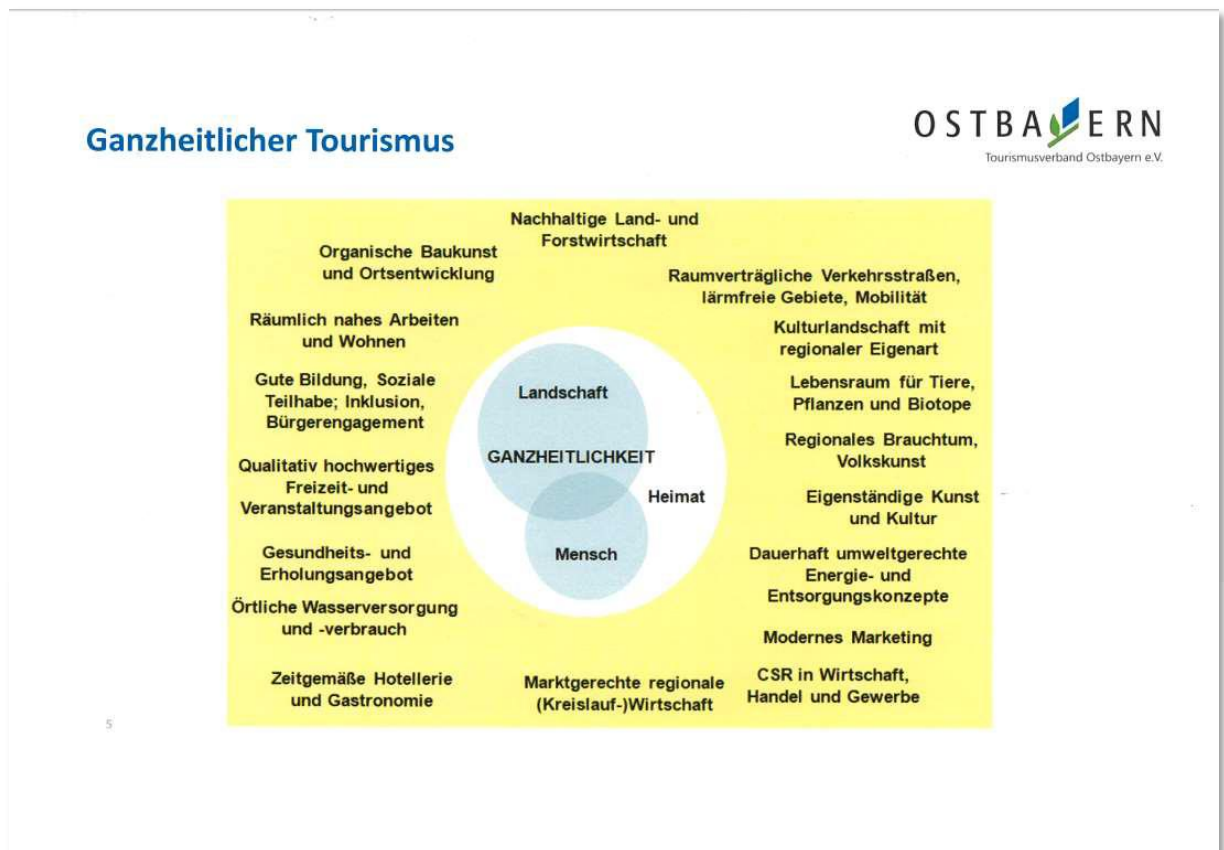 Ganzheitlicher Tourismus
OSTBAYERN
Tourismusverband Ostbayern e.V.
Nachhaltige Land- und
Forstwirtschaft
Organische Baukunst
und Ortsentwicklung
Raumverträgliche Verkehrsstraßen,
lärmfreie Gebiete, Mobilität
Räumlich nahes Arbeiten
und Wohnen
Kulturlandschaft mit
regionaler Eigenart
Gute Bildung, Soziale
Teilhabe; Inklusion,
Bürgerengagement
Landschaft
Lebensraum für Tiere,
Pflanzen und Biotope
GANZHEITLICHKEIT
Regionales Brauchtum,
Volkskunst
Qualitativ hochwertiges
Freizeit- und
Veranstaltungsangebot
Heimat
Eigenständige Kunst
und Kultur
Gesundheits- und
Erholungsangebot
Mensch
Dauerhaft umweltgerechte
Energie- und
Entsorgungskonzepte
Örtliche Wasserversorgung
und -verbrauch
Modernes Marketing
Zeitgemäße Hotellerie
und Gastronomie
Marktgerechte regionale
(Kreislauf-)Wirtschaft
CSR in Wirtschaft,
Handel und Gewerbe
5